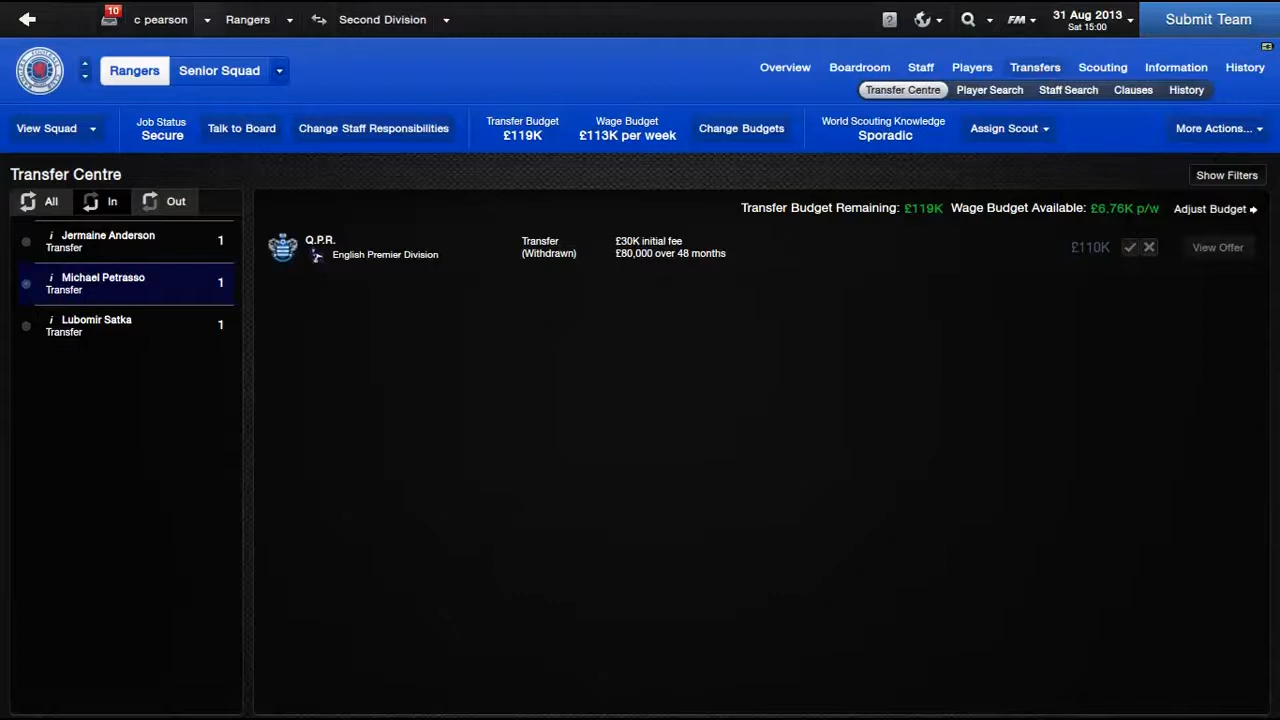 10
c pearson
Rangers
Second Division
?
FM
31 Aug 2013
Sat 15:00
Submit Team
Rangers
Senior Squad
Overview
Boardroom
Staff
Players
Transfers
Scouting
Information
History
Transfer Centre
Player Search
Staff Search
Clauses
History
View Squad
Job Status
Secure
Talk to Board
Change Staff Responsibilities
Transfer Budget
£119K
Wage Budget
£113K per week
Change Budgets
World Scouting Knowledge
Sporadic
Assign Scout
More Actions...
Transfer Centre
Show Filters
All
In
Out
Transfer Budget Remaining: £119K Wage Budget Available: £6.76K p/w
Adjust Budget
i Jermaine Anderson
Transfer
1
i Michael Petrasso
Transfer
1
i Lubomir Satka
Transfer
1
Q.P.R.
English Premier Division
Transfer
(Withdrawn)
£30K initial fee
£80,000 over 48 months
£110K
View Offer